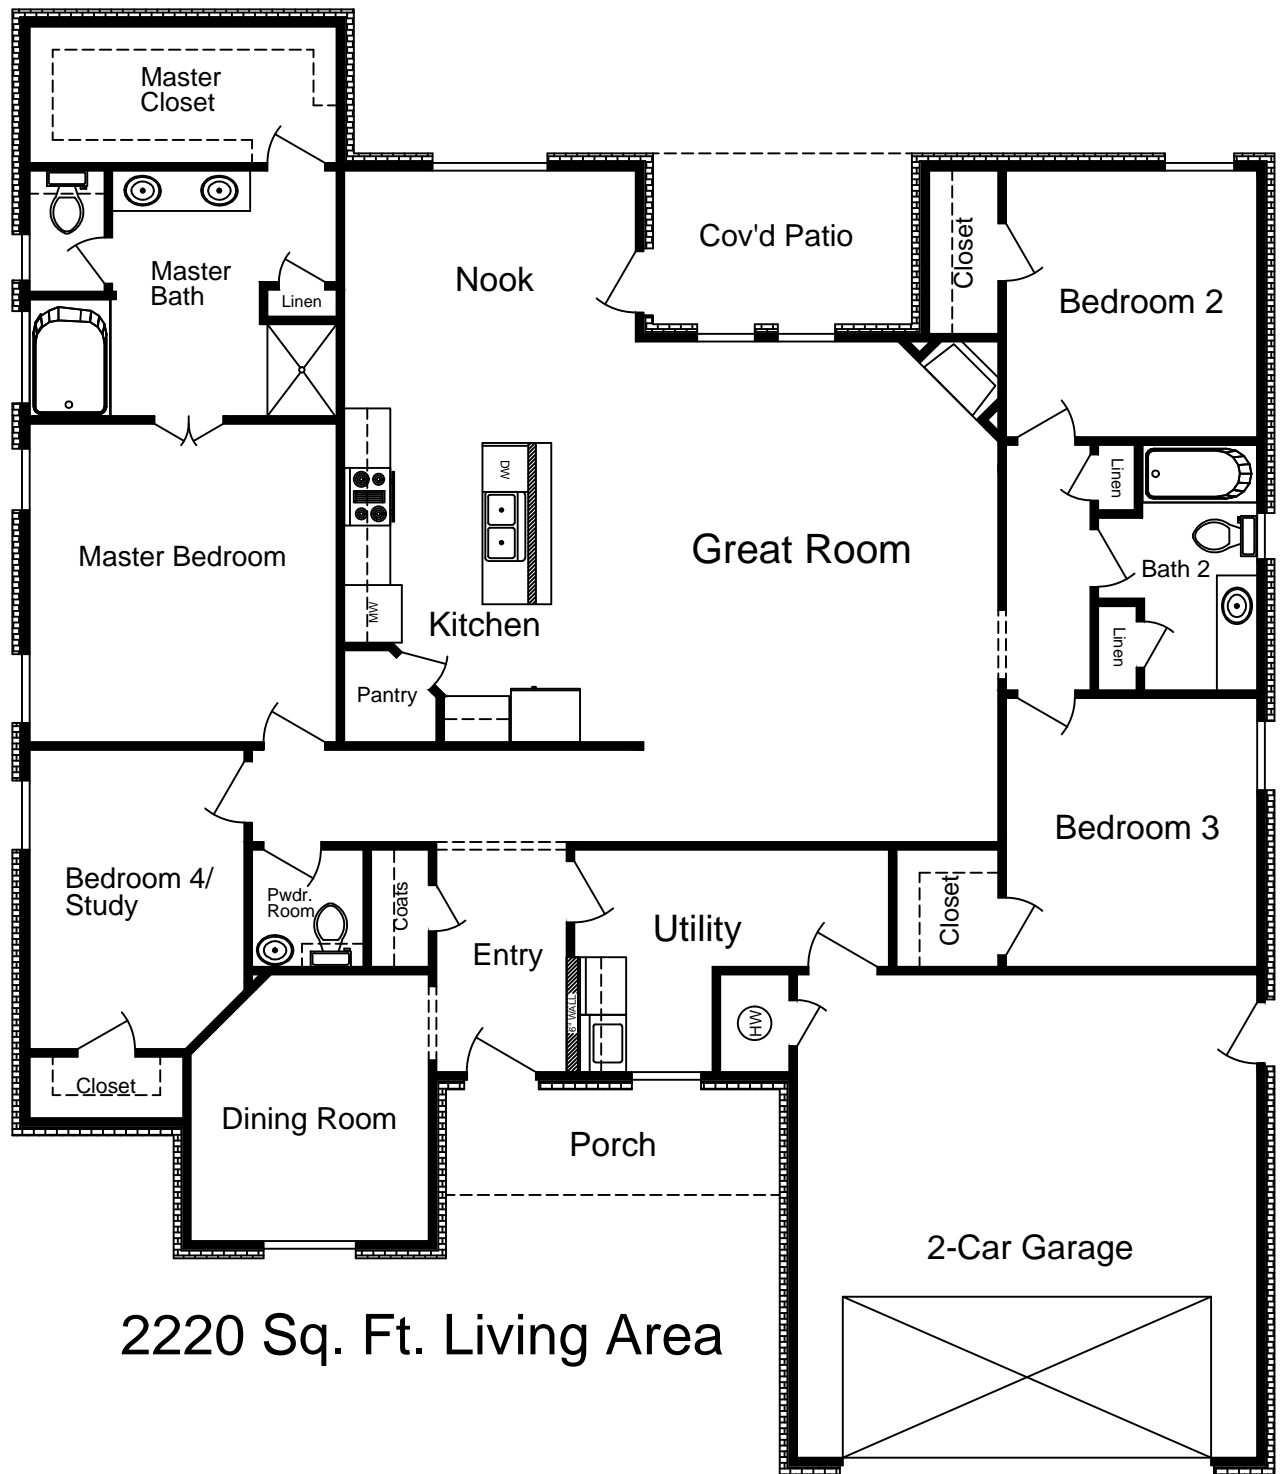 Master
Closet
Cov'd Patio
Closet
Nook
Master
Bath
Linen
Bedroom 2
DW
Linen
Master Bedroom
Great Room
Bath 2
MW
Kitchen
Linen
Pantry
Bedroom 3
Bedroom 4/
Study
Pwdr.
Room
Coats
Closet
Utility
Entry
6" WALL
HW
Closet
Dining Room
Porch
2-Car Garage
2220 Sq. Ft. Living Area